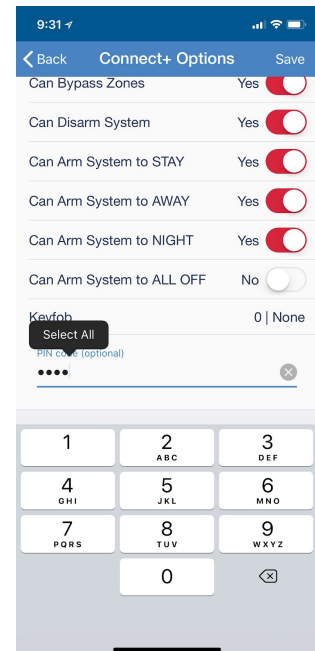 9:31
Back Connect+ Options Save
Can Bypass Zones Yes
Can Disarm System Yes
Can Arm System to STAY Yes
Can Arm System to AWAY Yes
Can Arm System to NIGHT Yes
Can Arm System to ALL OFF No
Keyfob 0 | None
Select All
PIN code (optional)
••••
1 2 3
ABC DEF
4 5 6
GHI JKL MNO
7 8 9
PQRS TUV WXYZ
0